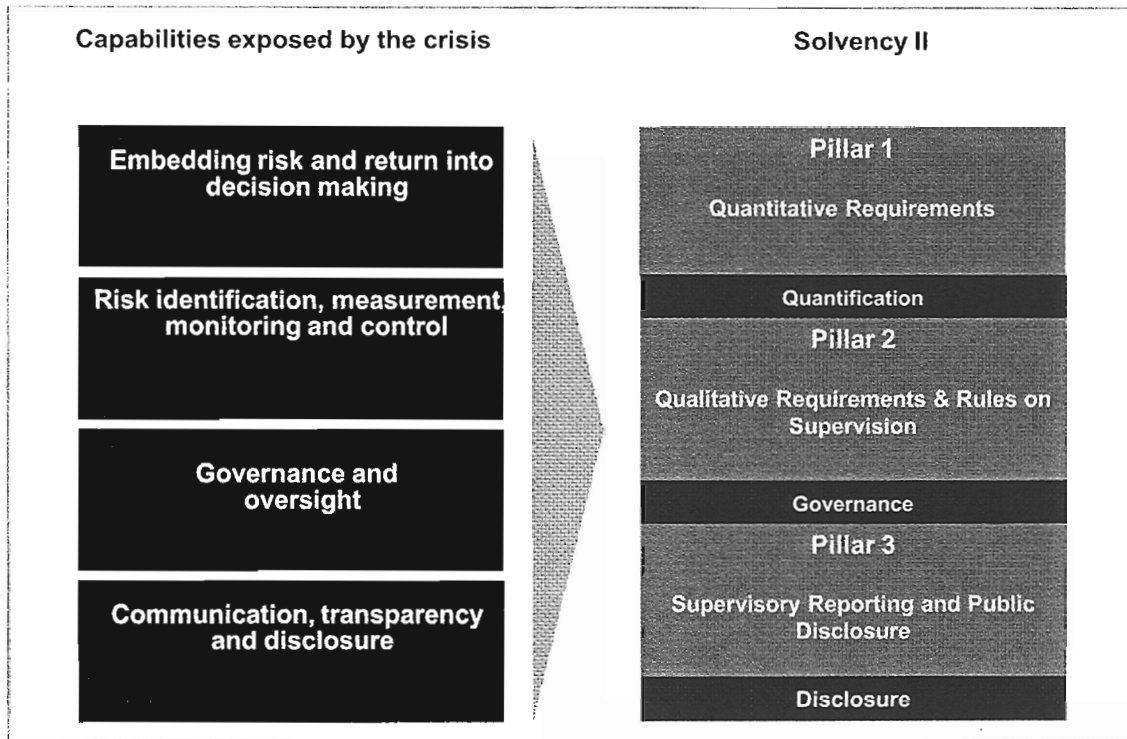 Capabilities exposed by the crisis
Embedding risk and return into
decision making
Risk identification, measurement,
monitoring and control
Governance and
oversight
Communication, transparency
and disclosure
Solvency II
Pillar 1
Quantitative Requirements
Quantification
Pillar 2
Qualitative Requirements & Rules on
Supervision
Governance
Pillar 3
Supervisory Reporting and Public
Disclosure
Disclosure